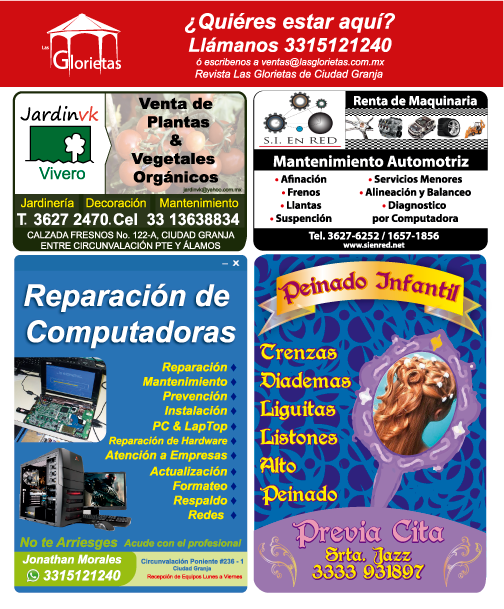 Las
Glorietas
¿Quiéres estar aquí?
Llámanos 3315121240
ó escribenos a ventas@lasglorietas.com.mx
Revista Las Glorietas de Ciudad Granja
Jardinvk
Vivero
Venta de
Plantas
&
Vegetales
Orgánicos
jardinvk@yahoo.com.mx
Jardinería Decoración Mantenimiento
T. 3627 2470. Cel 33 13638834
CALZADA FRESNOS No. 122-A, CIUDAD GRANJA
ENTRE CIRCUNVALACIÓN PTE Y ÁLAMOS
S.I. EN RED
Renta de Maquinaria
Mantenimiento Automotriz
• Afinación
• Frenos
• Llantas
• Suspención
• Servicios Menores
• Alineación y Balanceo
• Diagnostico
por Computadora
Tel. 3627-6252 / 1657-1856
www.sienred.net
Reparación de
Computadoras
Reparación
Mantenimiento
Prevención
Instalación
PC & LapTop
Reparación de Hardware
Atención a Empresas
Actualización
Formateo
Respaldo
Redes
No te Arriesges Acude con el profesional
Jonathan Morales
3315121240
Circunvalación Poniente #236 - 1
Ciudad Granja
Recepción de Equipos Lunes a Viernes
Peinado Infantil
Trenzas
Diademas
Liguitas
Listones
Alto
Peinado
Previa Cita
Srta. Jazz
3333 931897